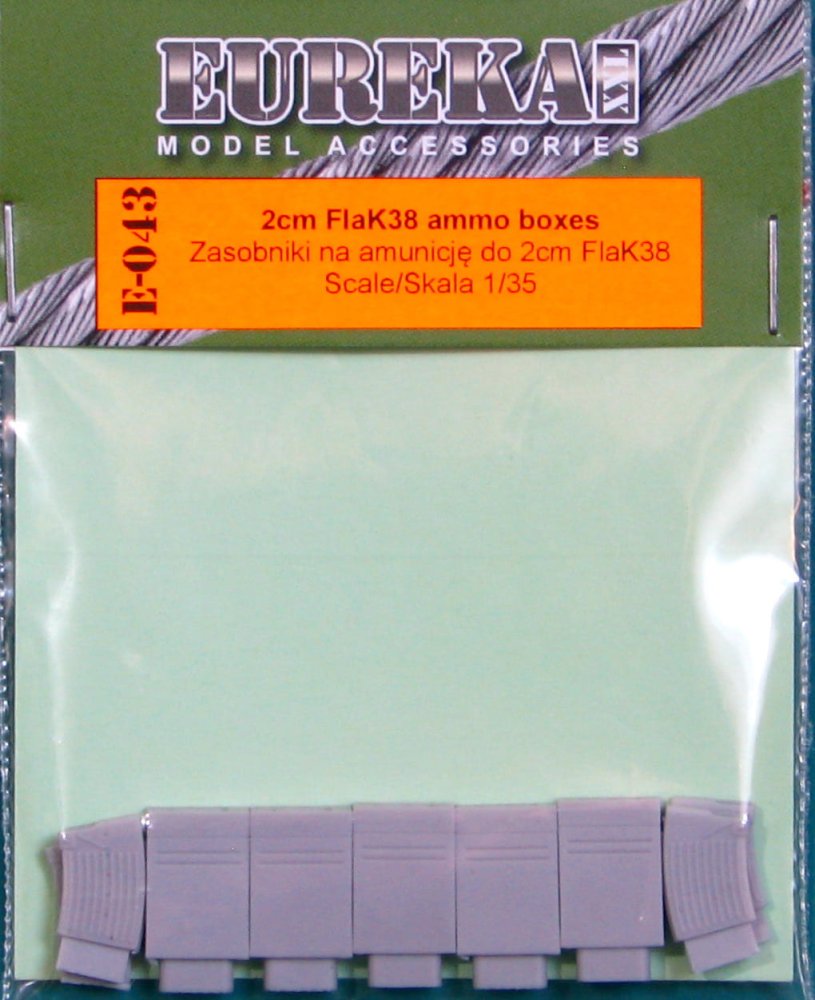 EUREKA XXL
MODEL ACCESSORIES
E-043
2cm FlaK38 ammo boxes
Zasobniki na amunicję do 2cm FlaK38
Scale/Skala 1/35